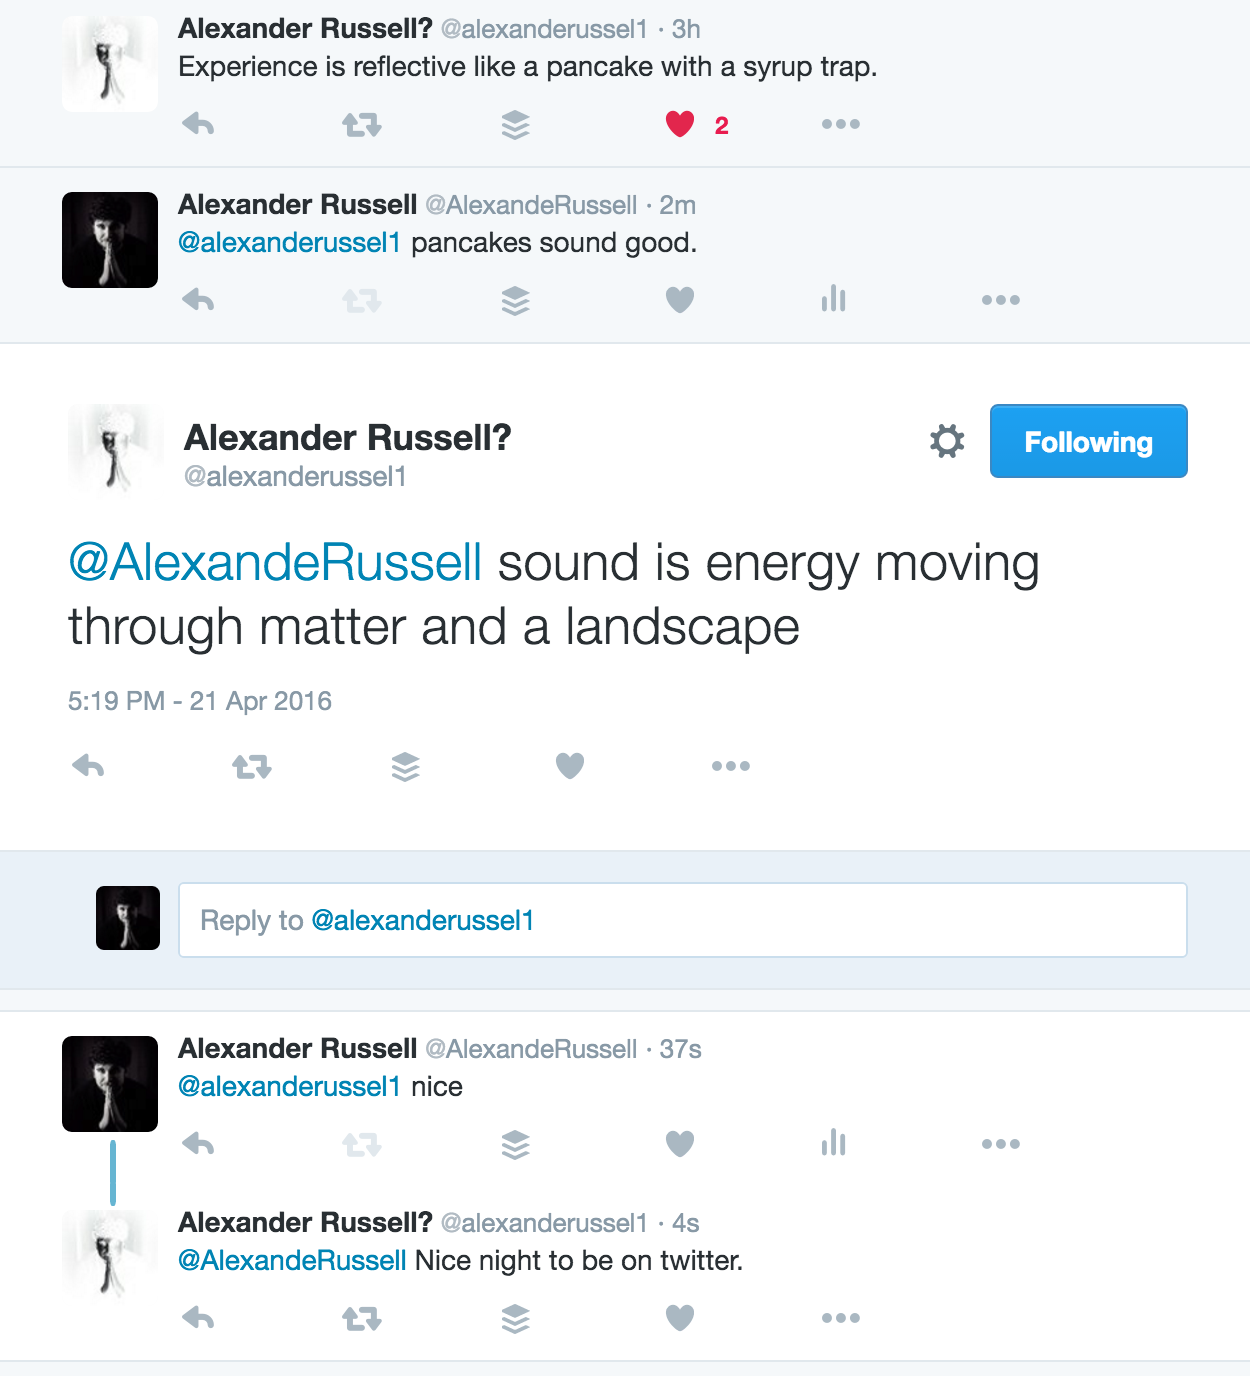 Alexander Russell? @alexanderussel1 · 3h
Experience is reflective like a pancake with a syrup trap.
2
Alexander Russell @AlexandeRussell · 2m
@alexanderussel1 pancakes sound good.
Alexander Russell?
@alexanderussel1
Following
@AlexandeRussell sound is energy moving
through matter and a landscape
5:19 PM - 21 Apr 2016
Reply to @alexanderussel1
Alexander Russell @AlexandeRussell · 37s
@alexanderussel1 nice
Alexander Russell? @alexanderussel1 · 4s
@AlexandeRussell Nice night to be on twitter.